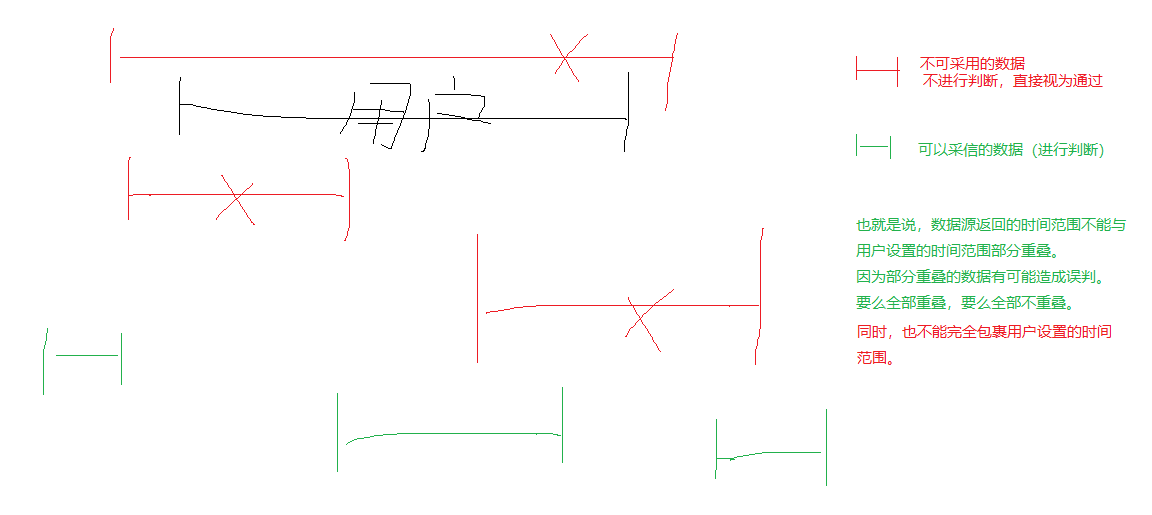 用户
不可采用的数据
不进行判断，直接视为通过
可以采信的数据（进行判断）
也就是说，数据源返回的时间范围不能与
用户设置的时间范围部分重叠。
因为部分重叠的数据有可能造成误判。
要么全部重叠，要么全部不重叠。
同时，也不能完全包裹用户设置的时间
范围。